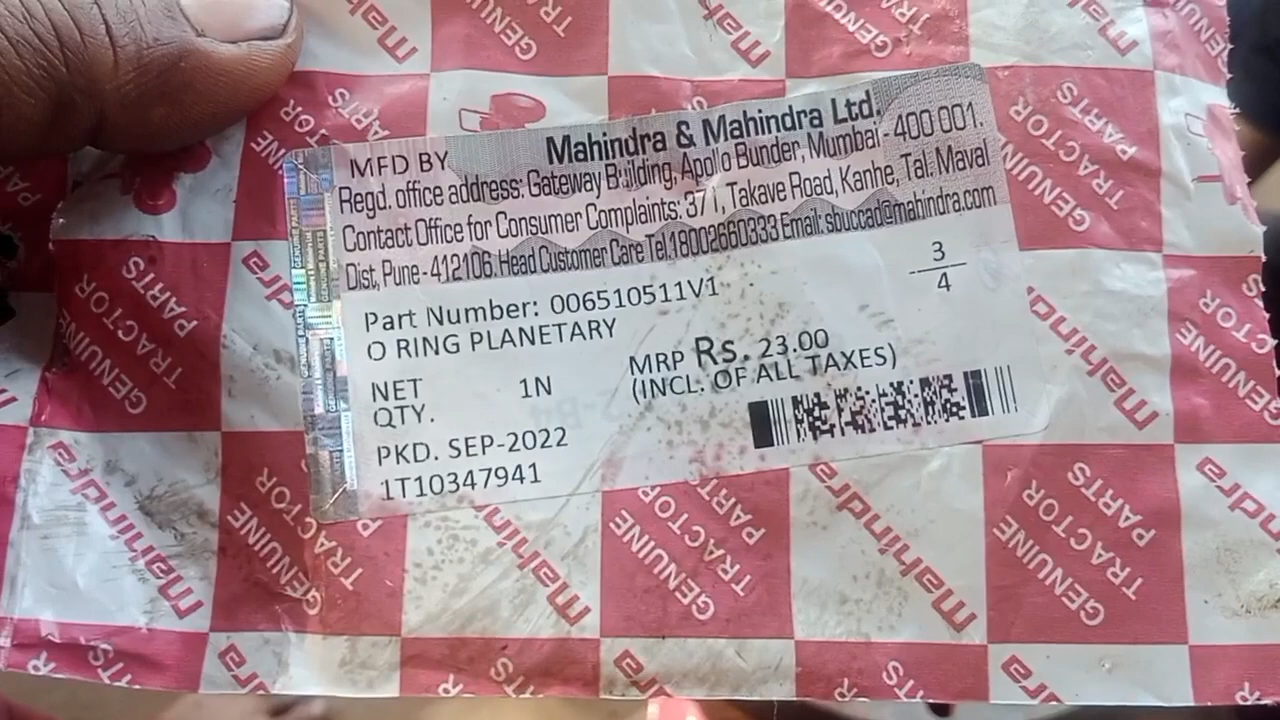 MFD BY Mahindra & Mahindra Ltd.
Regd. office address: Gateway Building, Apollo Bunder, Mumbai - 400 001.
Contact Office for Consumer Complaints: 371, Takave Road, Kanhe, Tal. Maval
Dist, Pune - 412106. Head Customer Care Tel.18002660333 Email: sbuccad@mahindra.com
Part Number: 006510511V1
3
4
O RING PLANETARY
MRP Rs. 23.00
NET 1N
(INCL. OF ALL TAXES)
QTY.
PKD. SEP-2022
1T10347941
Mahindra
GENUINE
TRACTOR
PARTS